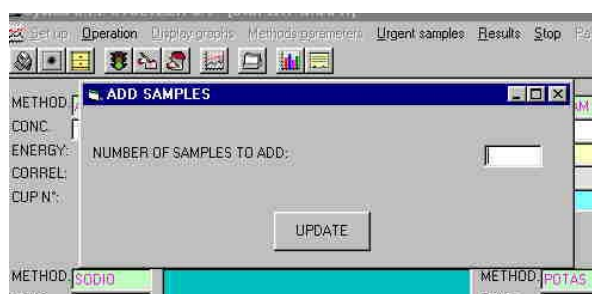 Set up Operation Display graphs Methods parameters Urgent samples Results Stop
ADD SAMPLES
METHOD.
CONC.
ENERGY:
NUMBER OF SAMPLES TO ADD:
CORREL:
CUP N°:
UPDATE
METHOD. SODIO METHOD. POTAS